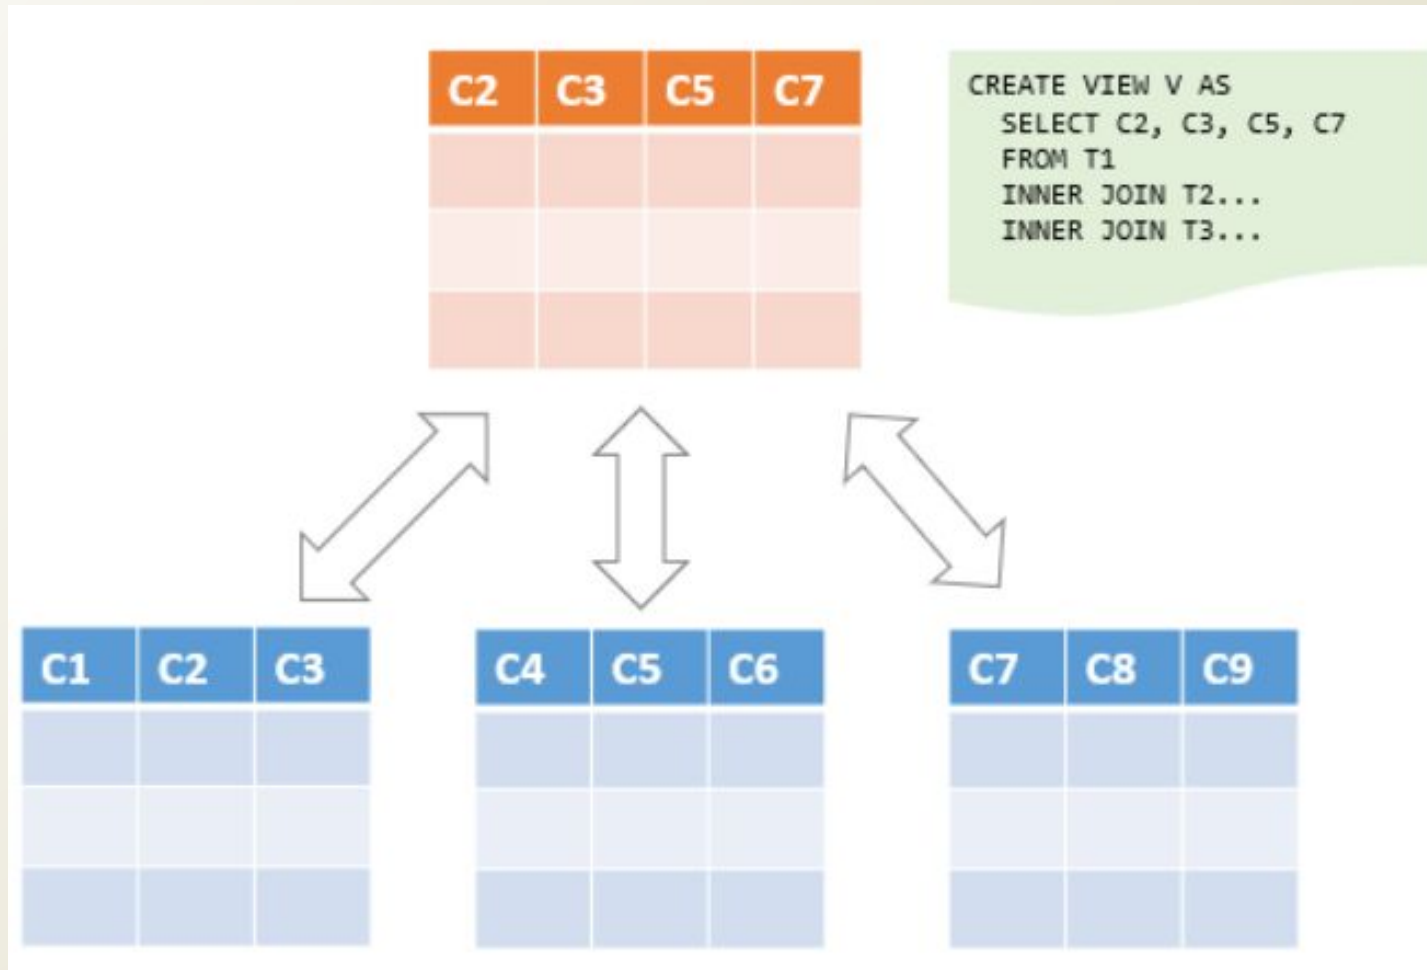 C2 C3 C5 C7
CREATE VIEW V AS
SELECT C2, C3, C5, C7
FROM T1
INNER JOIN T2...
INNER JOIN T3...
C1 C2 C3
C4 C5 C6
C7 C8 C9